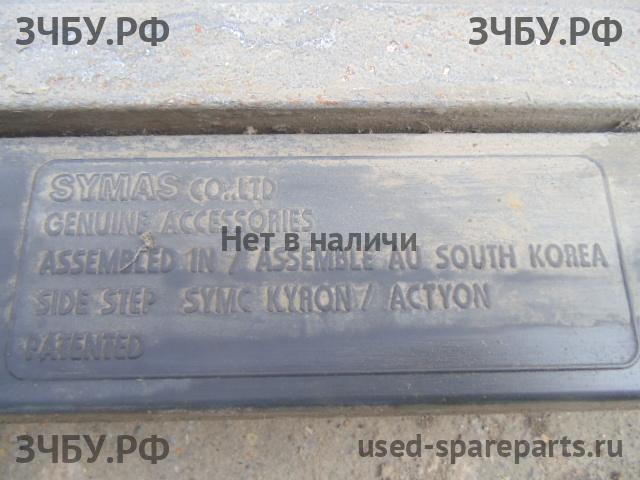 ЗЧБУ.РФ ЗЧБУ.РФ
SYMAS CO.,LTD
GENUINE ACCESSORIES
Нет в наличи
ASSEMBLED IN / ASSEMBLE AU SOUTH KOREA
SIDE STEP SYMC KYRON / ACTYON
PATENTED
ЗЧБУ.РФ used-spareparts.ru